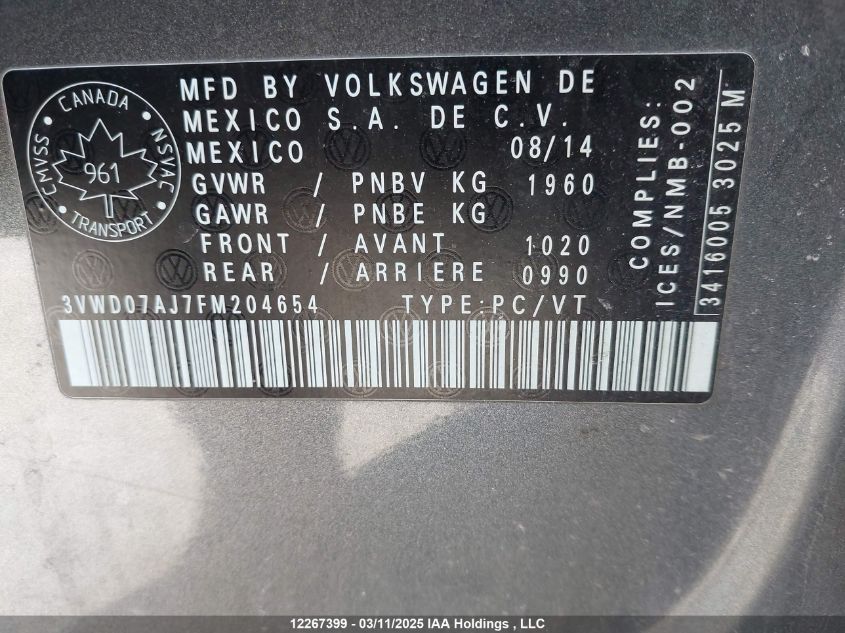 CANADA
CMVSS
NSVAC
961
TRANSPORT
MFD BY VOLKSWAGEN DE
MEXICO S.A. DE C.V.
MEXICO 08/14
GVWR / PNBV KG 1960
GAWR / PNBE KG
FRONT / AVANT 1020
REAR / ARRIERE 0990
3VWD07AJ7FM204654 TYPE:PC/VT
COMPLIES:
ICES/NMB-002
3416005 3025 M
12267399 - 03/11/2025 IAA Holdings , LLC